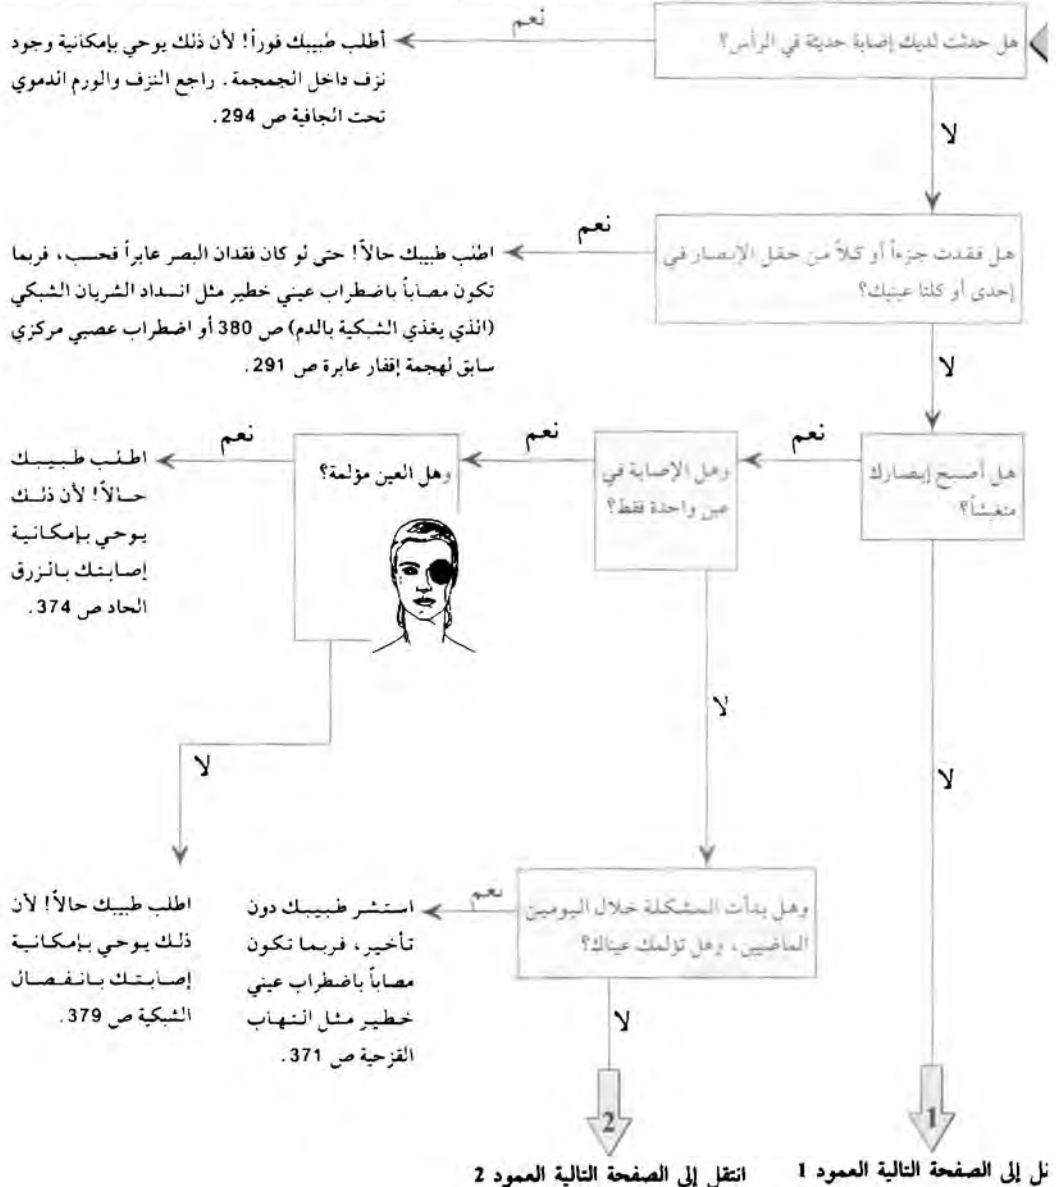 هل حدثت لديك إصابة حديثة في الرأس؟
نعم
أطلب طبيبك فوراً! لأن ذلك يوحي بإمكانية وجود
نزف داخل الجمجمة. راجع النزف والورم الدموي
تحت الجافية ص 294.
لا
هل فقدت جزءاً أو كلاً من حقل الإبصار في
إحدى أو كلتا عينيك؟
نعم
اطلب طبيبك حالاً! حتى لو كان فقدان البصر عابراً فحسب، فربما
تكون مصاباً باضطراب عيني خطير مثل انسداد الشريان الشبكي
(الذي يغذي الشبكية بالدم) ص 380 أو اضطراب عصبي مركزي
سابق لهجمة إقفار عابرة ص 291.
لا
هل أصبح إبصارك
متغبشاً؟
نعم
وهل الإصابة في
عين واحدة فقط؟
نعم
وهل العين مؤلمة؟
نعم
اطلب طبيبك
حالاً! لأن ذلك
يوحي بإمكانية
إصابتك بالزرق
الحاد ص 374.
لا
لا
لا
وهل بدأت المشكلة خلال اليومين
الماضيين، وهل تؤلمك عيناك؟
نعم
استشر طبيبك دون
تأخير، فربما تكون
مصاباً باضطراب عيني
خطير مثل التهاب
القزحية ص 371.
اطلب طبيبك حالاً! لأن
ذلك يوحي بإمكانية
إصابتك بانفصال
الشبكية ص 379.
لا
1
2
نل إلى الصفحة التالية العمود 1
انتقل إلى الصفحة التالية العمود 2